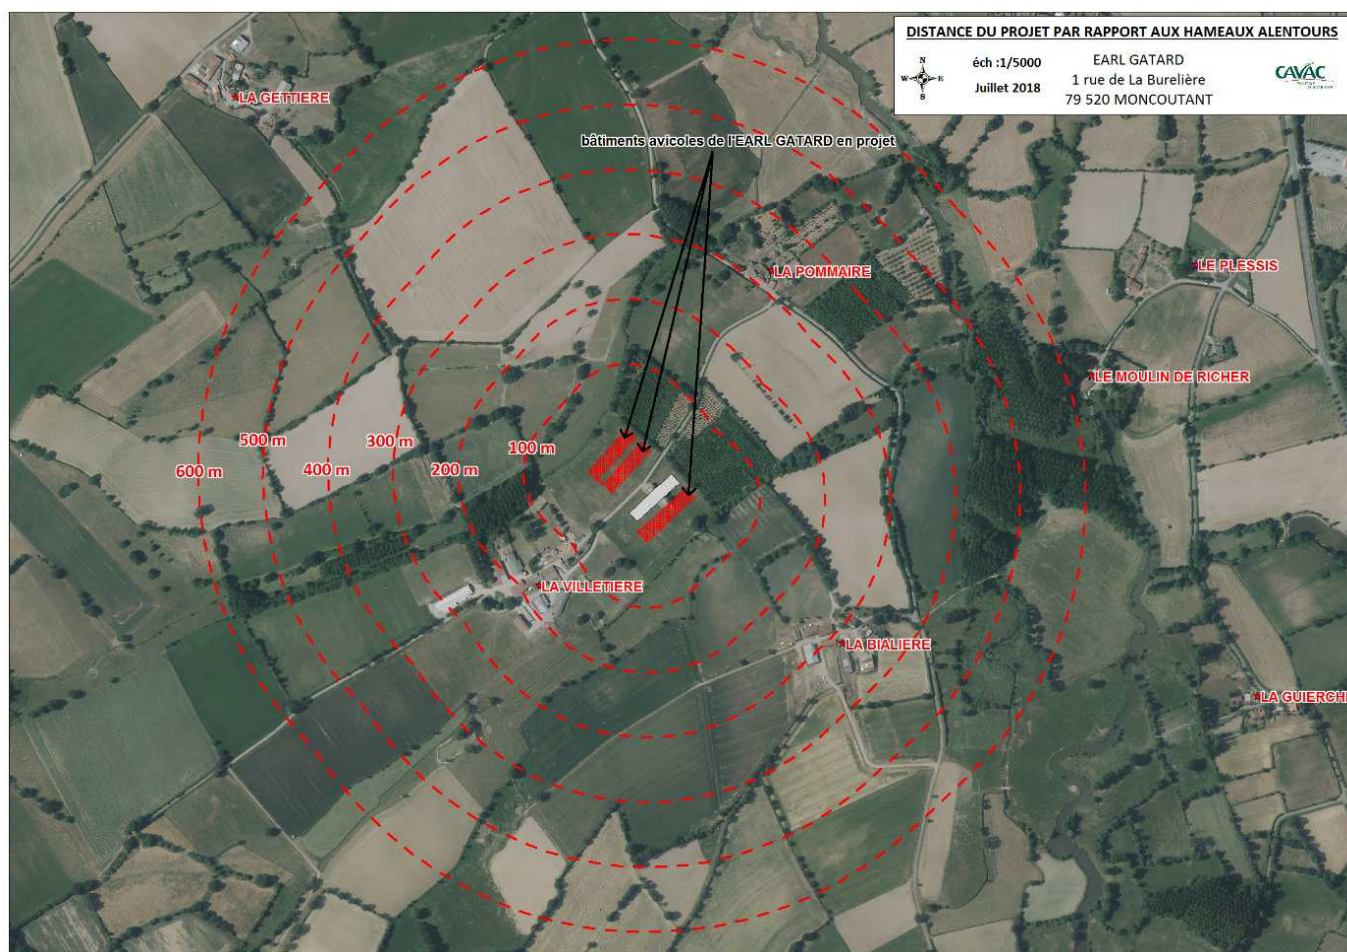 DISTANCE DU PROJET PAR RAPPORT AUX HAMEAUX ALENTOURS
N
W E
S
éch :1/5000
Juillet 2018
EARL GATARD
1 rue de La Burelière
79 520 MONCOUTANT
CAVAC
LA GETTIERE
bâtiments avicoles de l'EARL GATARD en projet
LA POMMAIRE
LE PLESSIS
LE MOULIN DE RICHER
100 m
200 m
300 m
400 m
500 m
600 m
LA VILLETIERE
LA BIALIERE
LA GUIERCHE